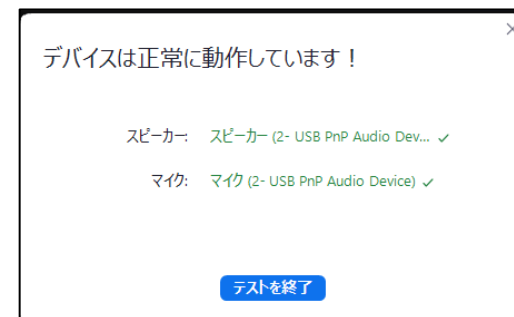 デバイスは正常に動作しています！
スピーカー: スピーカー (2- USB PnP Audio Dev... ✓
マイク: マイク (2- USB PnP Audio Device) ✓
テストを終了